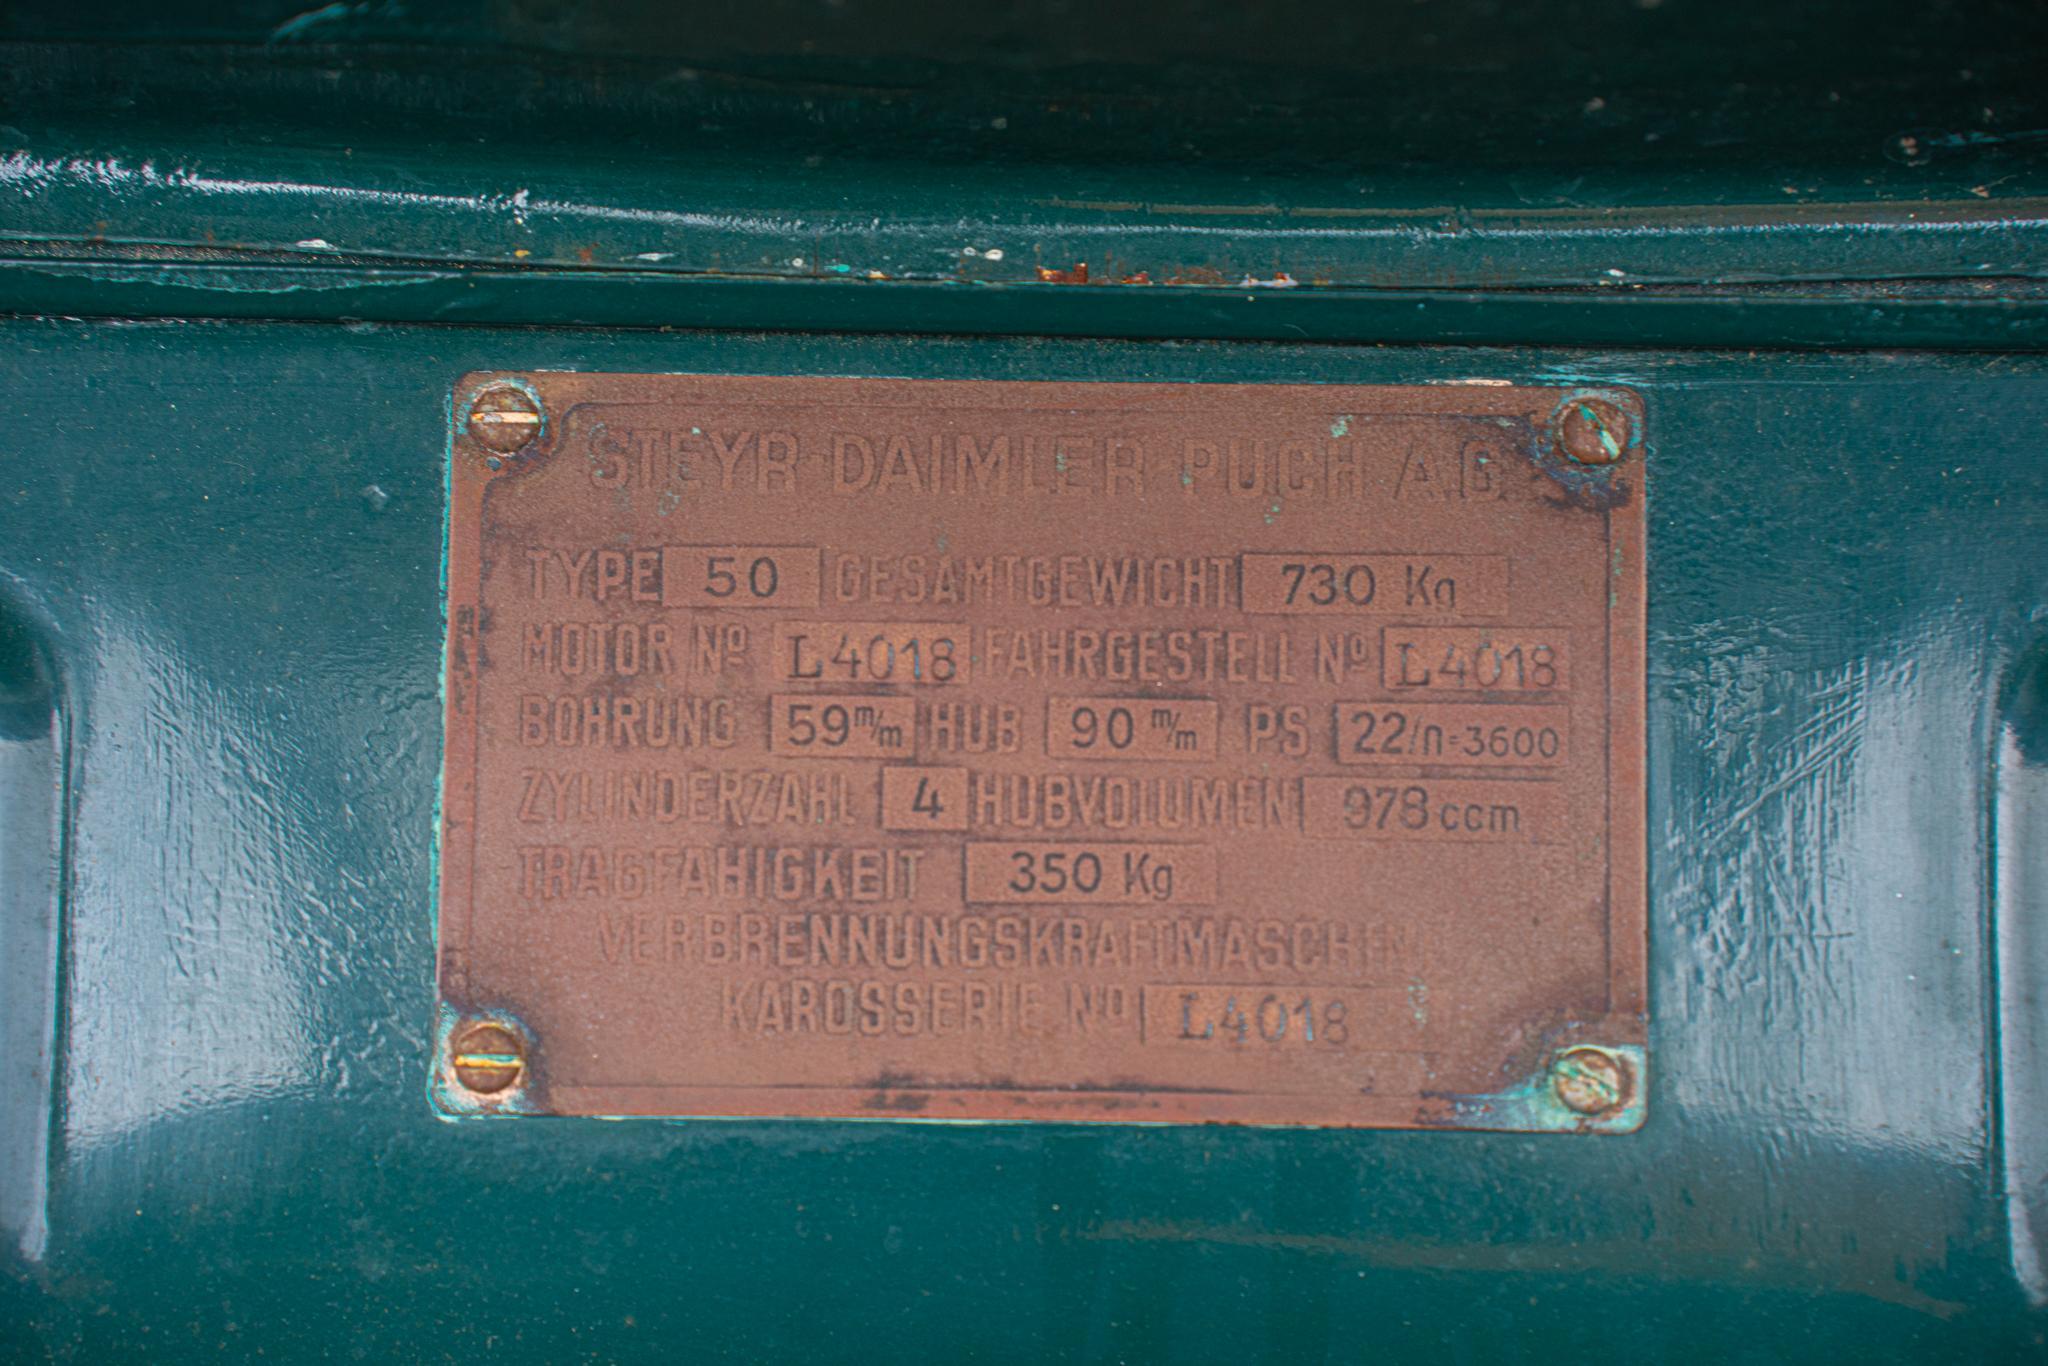 STEYR-DAIMLER PUCH A.G.
TYPE 50 GESAMTGEWICHT 730 Kg
MOTOR Nº L4018 FAHRGESTELL Nº L4018
BOHRUNG 59 m/m HUB 90 m/m PS 22/n=3600
ZYLINDERZAHL 4 HUBVOLUMEN 978 ccm
TRAGFAHIGKEIT 350 Kg
VERBRENNUNGSKRAFTMASCHINE
KAROSSERIE Nº L4018